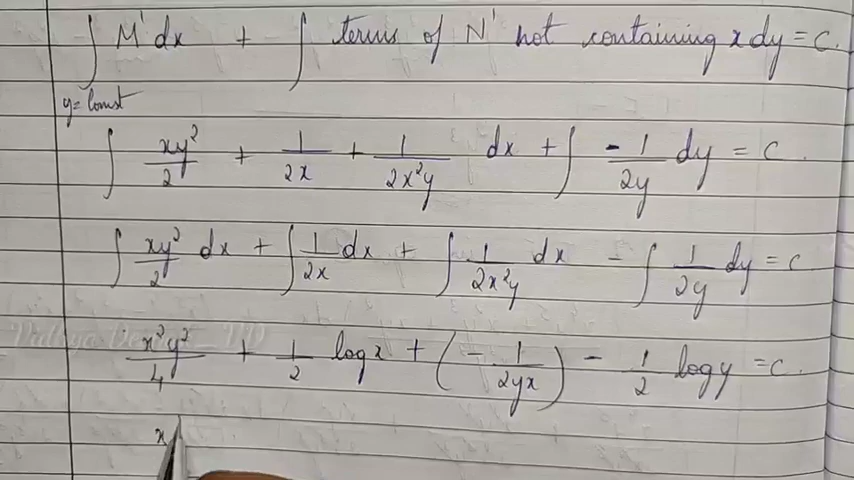 ∫ M' dx + ∫ terms of N' not containing x dy = c.
y = Const
∫ xy²/2 + 1/2x + 1/2x²y dx + ∫ -1/2y dy = c.
∫ xy²/2 dx + ∫ 1/2x dx + ∫ 1/2x²y dx - ∫ 1/2y dy = c
x²y²/4 + 1/2 log x + (- 1/2yx) - 1/2 log y = c.
x